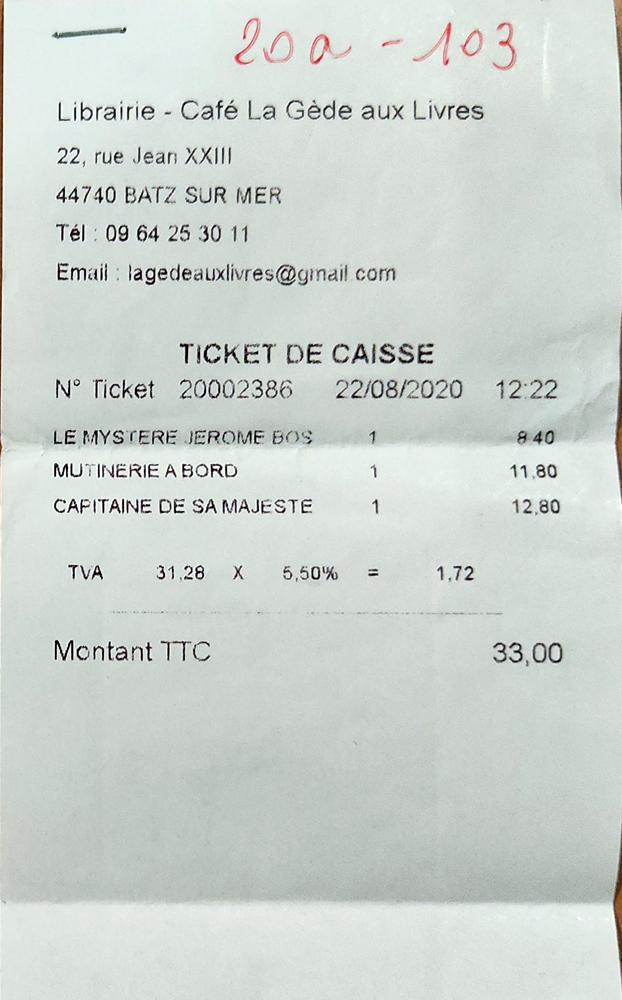 20a - 103
Librairie - Café La Gède aux Livres
22, rue Jean XXIII
44740 BATZ SUR MER
Tél : 09 64 25 30 11
Email : lagedeauxlivres@gmail.com
TICKET DE CAISSE
N° Ticket 20002386 22/08/2020 12:22
LE MYSTERE JEROME BOS 1 8,40
MUTINERIE A BORD 1 11,80
CAPITAINE DE SA MAJESTE 1 12,80
TVA 31,28 X 5,50% = 1,72
Montant TTC 33,00